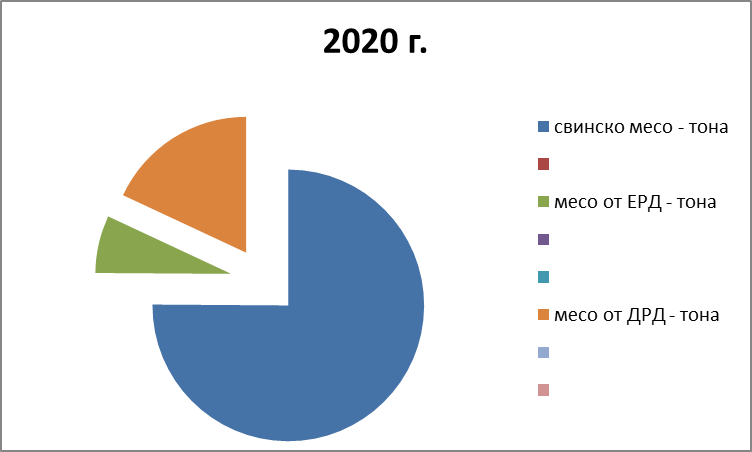 2020 г.
свинско месо - тона
месо от ЕРД - тона
месо от ДРД - тона